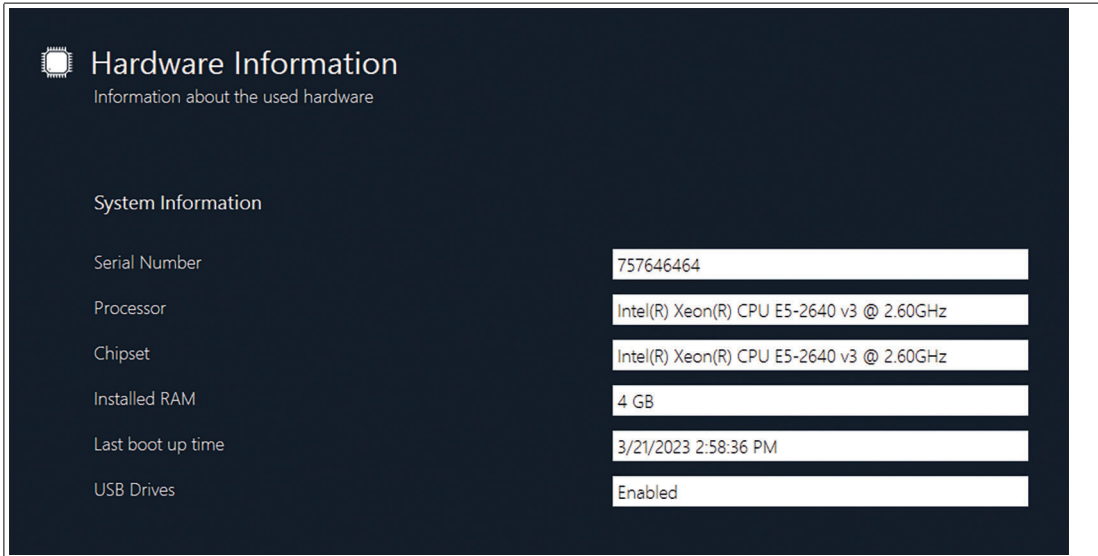 Hardware Information
Information about the used hardware
System Information
Serial Number 757646464
Processor Intel(R) Xeon(R) CPU E5-2640 v3 @ 2.60GHz
Chipset Intel(R) Xeon(R) CPU E5-2640 v3 @ 2.60GHz
Installed RAM 4 GB
Last boot up time 3/21/2023 2:58:36 PM
USB Drives Enabled